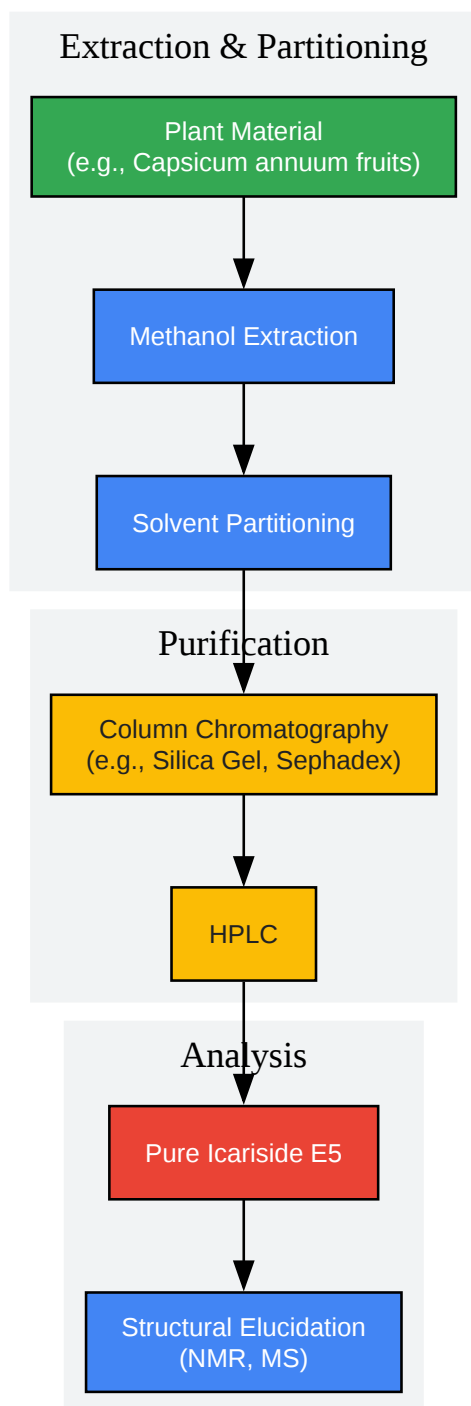 Extraction & Partitioning
Plant Material
(e.g., Capsicum annuum fruits)
Methanol Extraction
Solvent Partitioning
Purification
Column Chromatography
(e.g., Silica Gel, Sephadex)
HPLC
Analysis
Pure Icariside E5
Structural Elucidation
(NMR, MS)